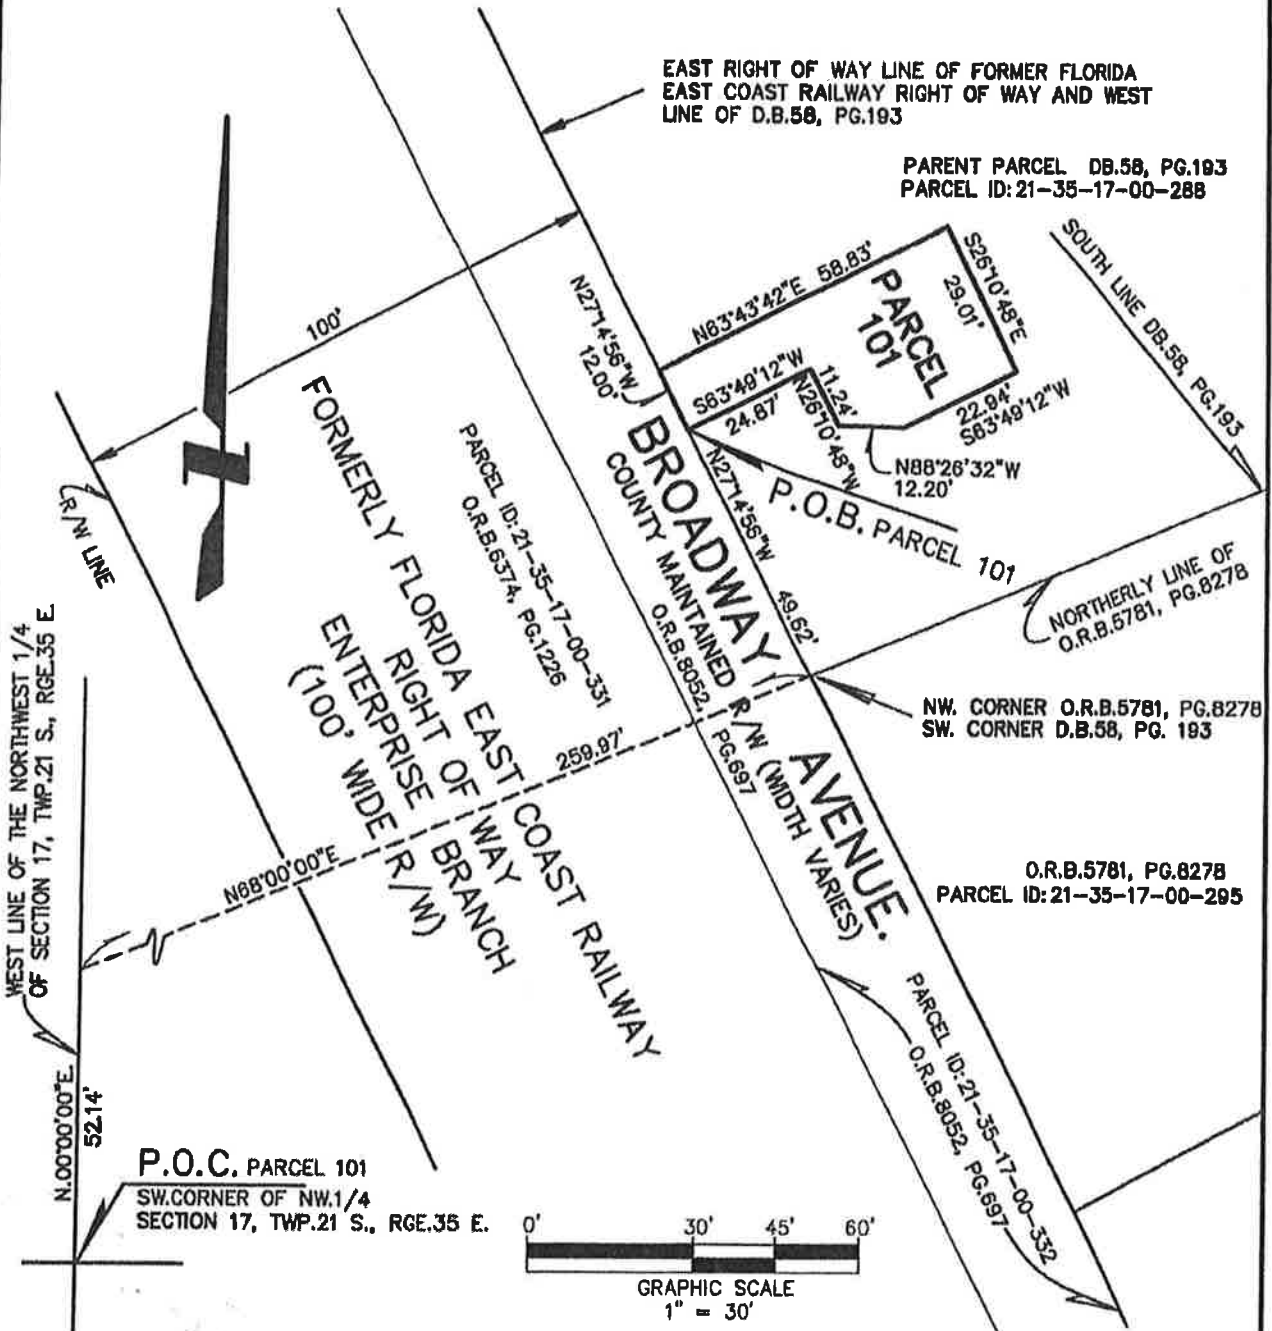 EAST RIGHT OF WAY LINE OF FORMER FLORIDA
EAST COAST RAILWAY RIGHT OF WAY AND WEST
LINE OF D.B.58, PG.193
PARENT PARCEL DB.58, PG.193
PARCEL ID:21-35-17-00-288
SOUTH LINE DB.58, PG.193
N63°43'42"E 58.83'
S26°10'48"E
29.01'
PARCEL
101
100'
N27°14'56"W
12.00'
S63°49'12"W
24.87'
11.24'
N26°10'48"W
22.94'
S63°49'12"W
N88°26'32"W
12.20'
P.O.B. PARCEL 101
N27°14'56"W 49.62'
BROADWAY AVENUE.
COUNTY MAINTAINED R/W (WIDTH VARIES)
O.R.B.8052, PG.697
PARCEL ID:21-35-17-00-331
O.R.B.6374, PG.1226
FORMERLY FLORIDA EAST COAST RAILWAY
RIGHT OF WAY
ENTERPRISE BRANCH
(100' WIDE R/W)
R/W LINE
NORTHERLY LINE OF
O.R.B.5781, PG.8278
NW. CORNER O.R.B.5781, PG.8278
SW. CORNER D.B.58, PG. 193
259.97'
N68°00'00"E
WEST LINE OF THE NORTHWEST 1/4
OF SECTION 17, TWP.21 S., RGE.35 E.
O.R.B.5781, PG.8278
PARCEL ID:21-35-17-00-295
PARCEL ID:21-35-17-00-332
O.R.B.8052, PG.697
N.00°00'00"E.
52.14'
P.O.C. PARCEL 101
SW.CORNER OF NW.1/4
SECTION 17, TWP.21 S., RGE.35 E.
0' 30' 45' 60'
GRAPHIC SCALE
1" = 30'